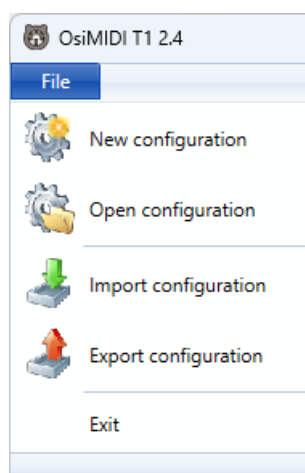 OsiMIDI T1 2.4
File
New configuration
Open configuration
Import configuration
Export configuration
Exit